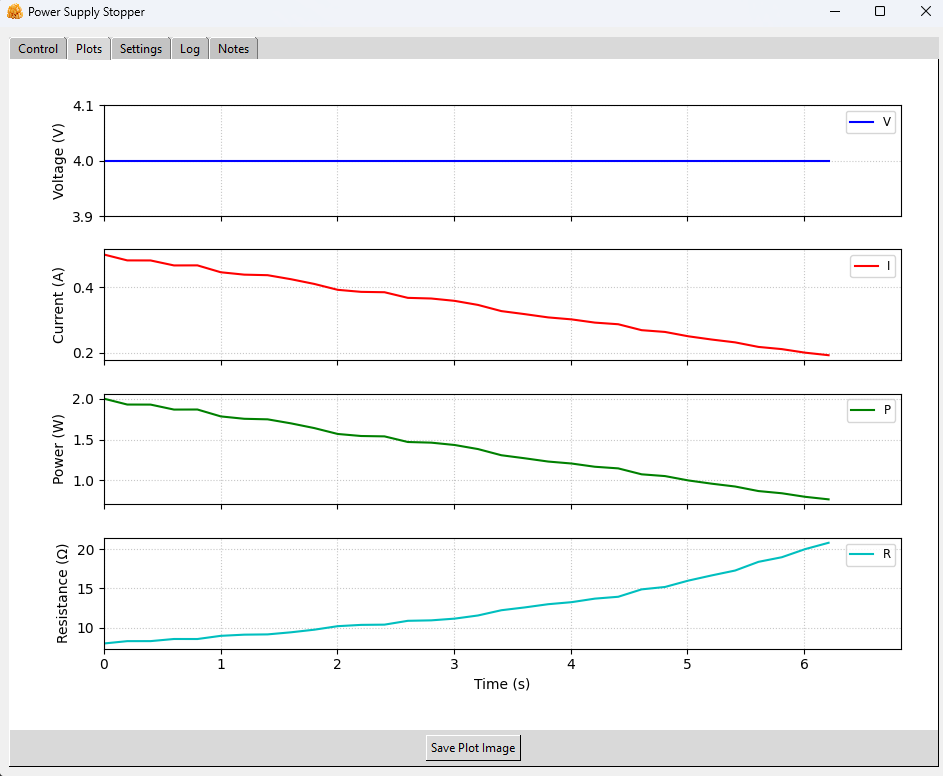 Power Supply Stopper
Control Plots Settings Log Notes
4.1
4.0
3.9
Voltage (V)
V
0.4
0.2
Current (A)
I
2.0
1.5
1.0
Power (W)
P
20
15
10
Resistance (Ω)
R
0 1 2 3 4 5 6
Time (s)
Save Plot Image